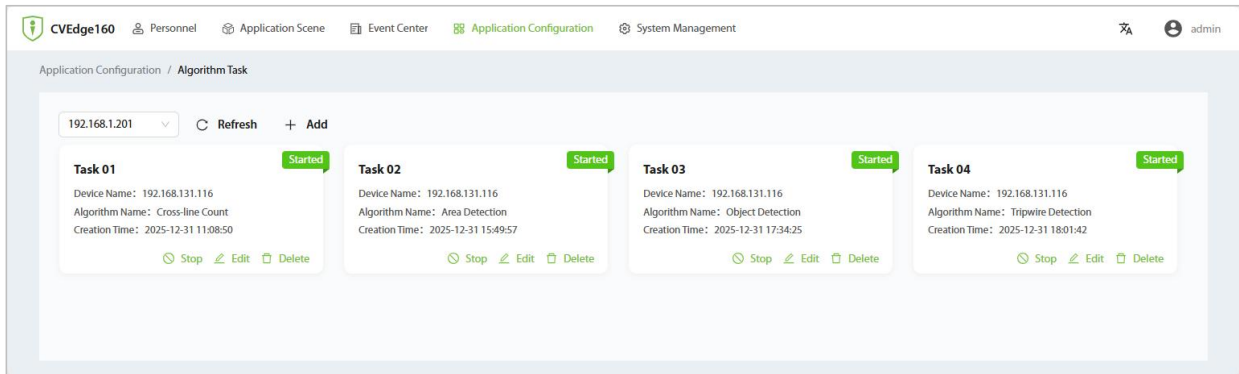 CVEdge160 Personnel Application Scene Event Center Application Configuration System Management admin
Application Configuration / Algorithm Task
192.168.1.201 Refresh + Add
Task 01 Started
Device Name：192.168.131.116
Algorithm Name：Cross-line Count
Creation Time：2025-12-31 11:08:50
Stop Edit Delete
Task 02 Started
Device Name：192.168.131.116
Algorithm Name：Area Detection
Creation Time：2025-12-31 15:49:57
Stop Edit Delete
Task 03 Started
Device Name：192.168.131.116
Algorithm Name：Object Detection
Creation Time：2025-12-31 17:34:25
Stop Edit Delete
Task 04 Started
Device Name：192.168.131.116
Algorithm Name：Tripwire Detection
Creation Time：2025-12-31 18:01:42
Stop Edit Delete